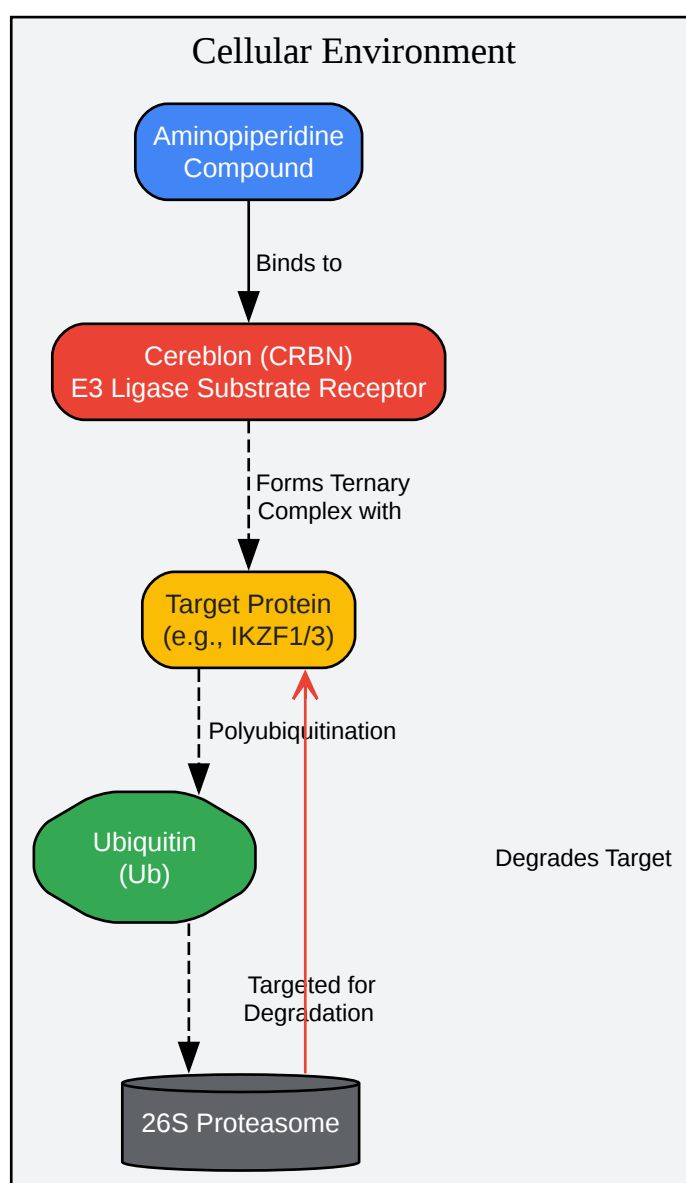 Cellular Environment
Aminopiperidine
Compound
Binds to
Cereblon (CRBN)
E3 Ligase Substrate Receptor
Forms Ternary
Complex with
Target Protein
(e.g., IKZF1/3)
Polyubiquitination
Ubiquitin
(Ub)
Degrades Target
Targeted for
Degradation
26S Proteasome